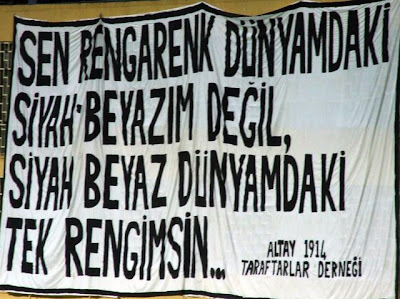 SEN RENGARENK DÜNYAMDAKİ
SİYAH-BEYAZIM DEĞİL,
SİYAH BEYAZ DÜNYAMDAKİ
TEK RENGİMSİN...
ALTAY 1914
TARAFTARLAR DERNEĞİ